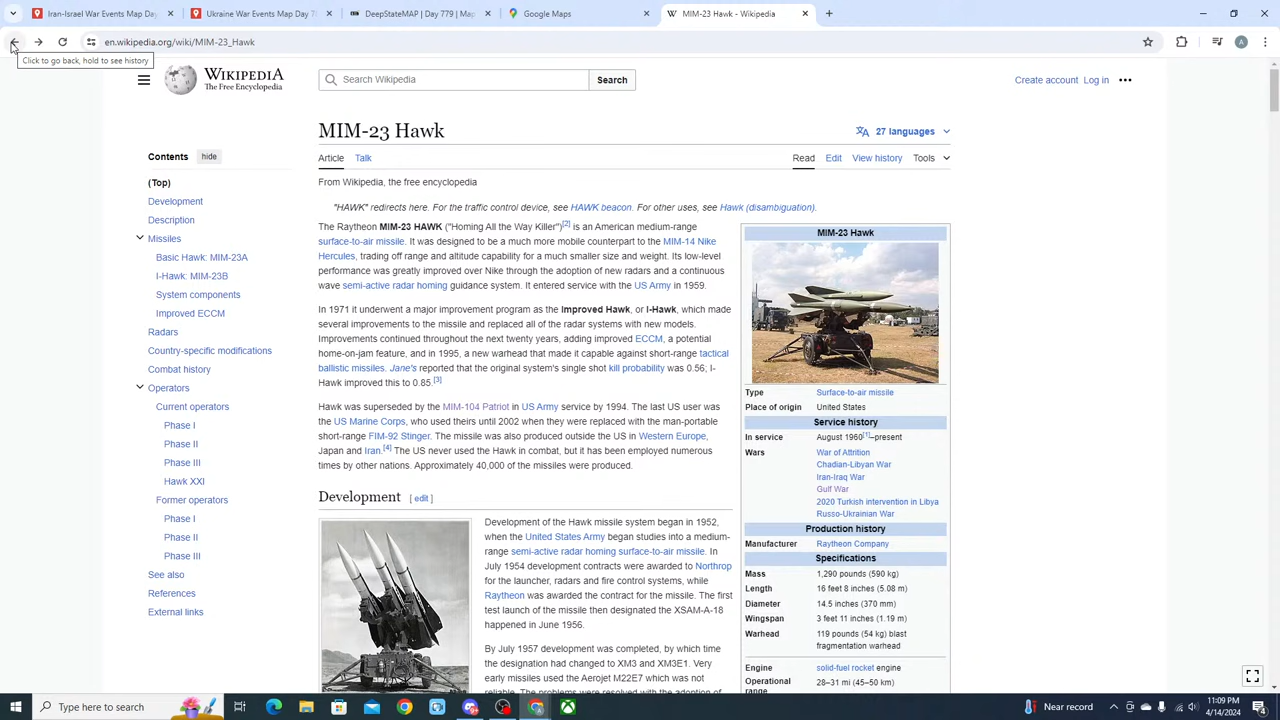 Iran-Israel War Events Map
Ukraine War Events Map Day 7
DeepStateMAP | Day 779 | Map
Google Maps
MIM-23 Hawk - Wikipedia
en.wikipedia.org/wiki/MIM-23_Hawk
A
Click to go back, hold to see history
WIKIPEDIA
The Free Encyclopedia
Search Wikipedia
Search
Create account Log in
MIM-23 Hawk
27 languages
Contents hide
Article Talk
Read Edit View history Tools
(Top)
Development
Description
Missiles
Basic Hawk: MIM-23A
I-Hawk: MIM-23B
System components
Improved ECCM
Radars
Country-specific modifications
Combat history
Operators
Current operators
Phase I
Phase II
Phase III
Hawk XXI
Former operators
Phase I
Phase II
Phase III
See also
References
External links
From Wikipedia, the free encyclopedia
"HAWK" redirects here. For the traffic control device, see HAWK beacon. For other uses, see Hawk (disambiguation).
The Raytheon MIM-23 HAWK ("Homing All the Way Killer")[2] is an American medium-range
surface-to-air missile. It was designed to be a much more mobile counterpart to the MIM-14 Nike
Hercules, trading off range and altitude capability for a much smaller size and weight. Its low-level
performance was greatly improved over Nike through the adoption of new radars and a continuous
wave semi-active radar homing guidance system. It entered service with the US Army in 1959.
In 1971 it underwent a major improvement program as the Improved Hawk, or I-Hawk, which made
several improvements to the missile and replaced all of the radar systems with new models.
Improvements continued throughout the next twenty years, adding improved ECCM, a potential
home-on-jam feature, and in 1995, a new warhead that made it capable against short-range tactical
ballistic missiles. Jane's reported that the original system's single shot kill probability was 0.56; I-
Hawk improved this to 0.85.[3]
Hawk was superseded by the MIM-104 Patriot in US Army service by 1994. The last US user was
the US Marine Corps, who used theirs until 2002 when they were replaced with the man-portable
short-range FIM-92 Stinger. The missile was also produced outside the US in Western Europe,
Japan and Iran.[4] The US never used the Hawk in combat, but it has been employed numerous
times by other nations. Approximately 40,000 of the missiles were produced.
Development [ edit ]
Development of the Hawk missile system began in 1952,
when the United States Army began studies into a medium-
range semi-active radar homing surface-to-air missile. In
July 1954 development contracts were awarded to Northrop
for the launcher, radars and fire control systems, while
Raytheon was awarded the contract for the missile. The first
test launch of the missile then designated the XSAM-A-18
happened in June 1956.
By July 1957 development was completed, by which time
the designation had changed to XM3 and XM3E1. Very
early missiles used the Aerojet M22E7 which was not
reliable. The problems were resolved with the adoption of
MIM-23 Hawk
Type Surface-to-air missile
Place of origin United States
Service history
In service August 1960[1]–present
Wars War of Attrition
Chadian-Libyan War
Iran-Iraq War
Gulf War
2020 Turkish intervention in Libya
Russo-Ukrainian War
Production history
Manufacturer Raytheon Company
Specifications
Mass 1,290 pounds (590 kg)
Length 16 feet 8 inches (5.08 m)
Diameter 14.5 inches (370 mm)
Wingspan 3 feet 11 inches (1.19 m)
Warhead 119 pounds (54 kg) blast
fragmentation warhead
Engine solid-fuel rocket engine
Operational 28–31 mi (45–50 km)
range
Type here to search
Near record
11:09 PM
4/14/2024